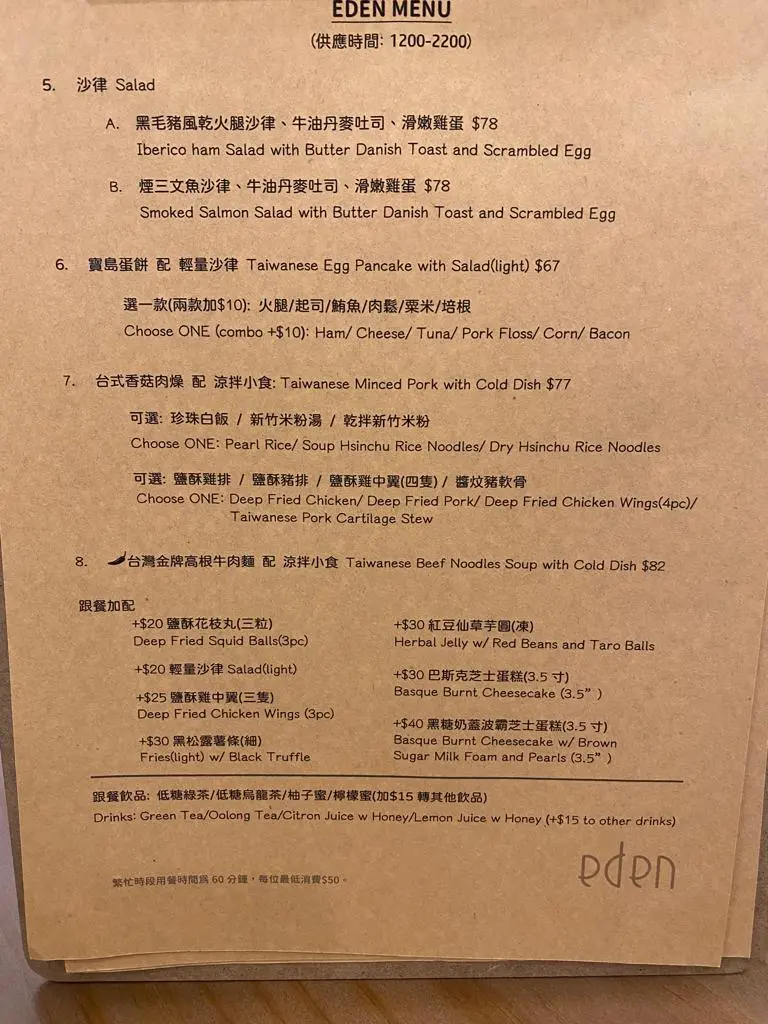 EDEN MENU
(供應時間: 1200-2200)
5. 沙律 Salad
A. 黑毛豬風乾火腿沙律、牛油丹麥吐司、滑嫩雞蛋 $78
Iberico ham Salad with Butter Danish Toast and Scrambled Egg
B. 煙三文魚沙律、牛油丹麥吐司、滑嫩雞蛋 $78
Smoked Salmon Salad with Butter Danish Toast and Scrambled Egg
6. 寶島蛋餅 配 輕量沙律 Taiwanese Egg Pancake with Salad(light) $67
選一款(兩款加$10): 火腿/起司/鮪魚/肉鬆/粟米/培根
Choose ONE (combo +$10): Ham/ Cheese/ Tuna/ Pork Floss/ Corn/ Bacon
7. 台式香菇肉燥 配 涼拌小食: Taiwanese Minced Pork with Cold Dish $77
可選: 珍珠白飯 / 新竹米粉湯 / 乾拌新竹米粉
Choose ONE: Pearl Rice/ Soup Hsinchu Rice Noodles/ Dry Hsinchu Rice Noodles
可選: 鹽酥雞排 / 鹽酥豬排 / 鹽酥雞中翼(四隻) / 醬炆豬軟骨
Choose ONE: Deep Fried Chicken/ Deep Fried Pork/ Deep Fried Chicken Wings(4pc)/
Taiwanese Pork Cartilage Stew
8. 台灣金牌高根牛肉麵 配 涼拌小食 Taiwanese Beef Noodles Soup with Cold Dish $82
跟餐加配
+$20 鹽酥花枝丸(三粒)
Deep Fried Squid Balls(3pc)
+$20 輕量沙律 Salad(light)
+$25 鹽酥雞中翼(三隻)
Deep Fried Chicken Wings (3pc)
+$30 黑松露薯條(細)
Fries(light) w/ Black Truffle
+$30 紅豆仙草芋圓(凍)
Herbal Jelly w/ Red Beans and Taro Balls
+$30 巴斯克芝士蛋糕(3.5 寸)
Basque Burnt Cheesecake (3.5" )
+$40 黑糖奶蓋波霸芝士蛋糕(3.5 寸)
Basque Burnt Cheesecake w/ Brown
Sugar Milk Foam and Pearls (3.5" )
跟餐飲品: 低糖綠茶/低糖烏龍茶/柚子蜜/檸檬蜜(加$15 轉其他飲品)
Drinks: Green Tea/Oolong Tea/Citron Juice w Honey/Lemon Juice w Honey (+$15 to other drinks)
繁忙時段用餐時間為 60 分鐘，每位最低消費$50。
eden